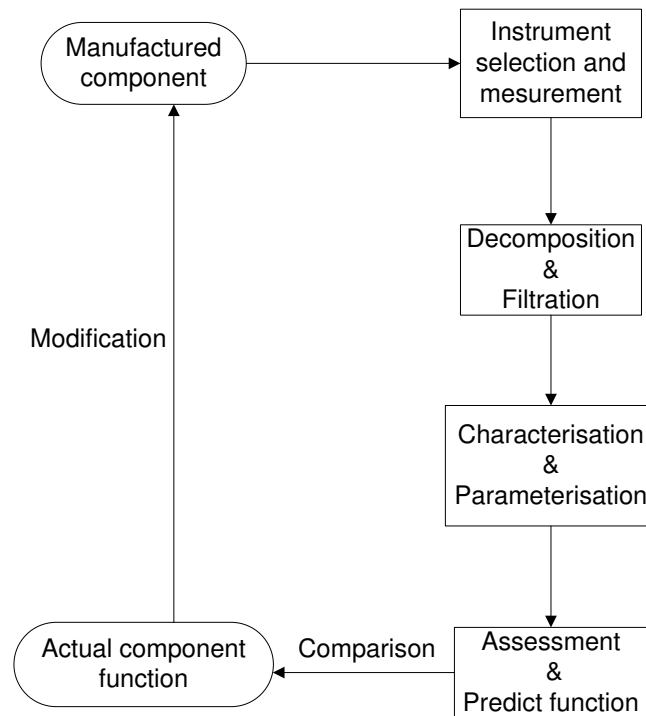 Manufactured
component
Instrument
selection and
mesurement
Decomposition
&
Filtration
Modification
Characterisation
&
Parameterisation
Actual component
function
Comparison
Assessment
&
Predict function